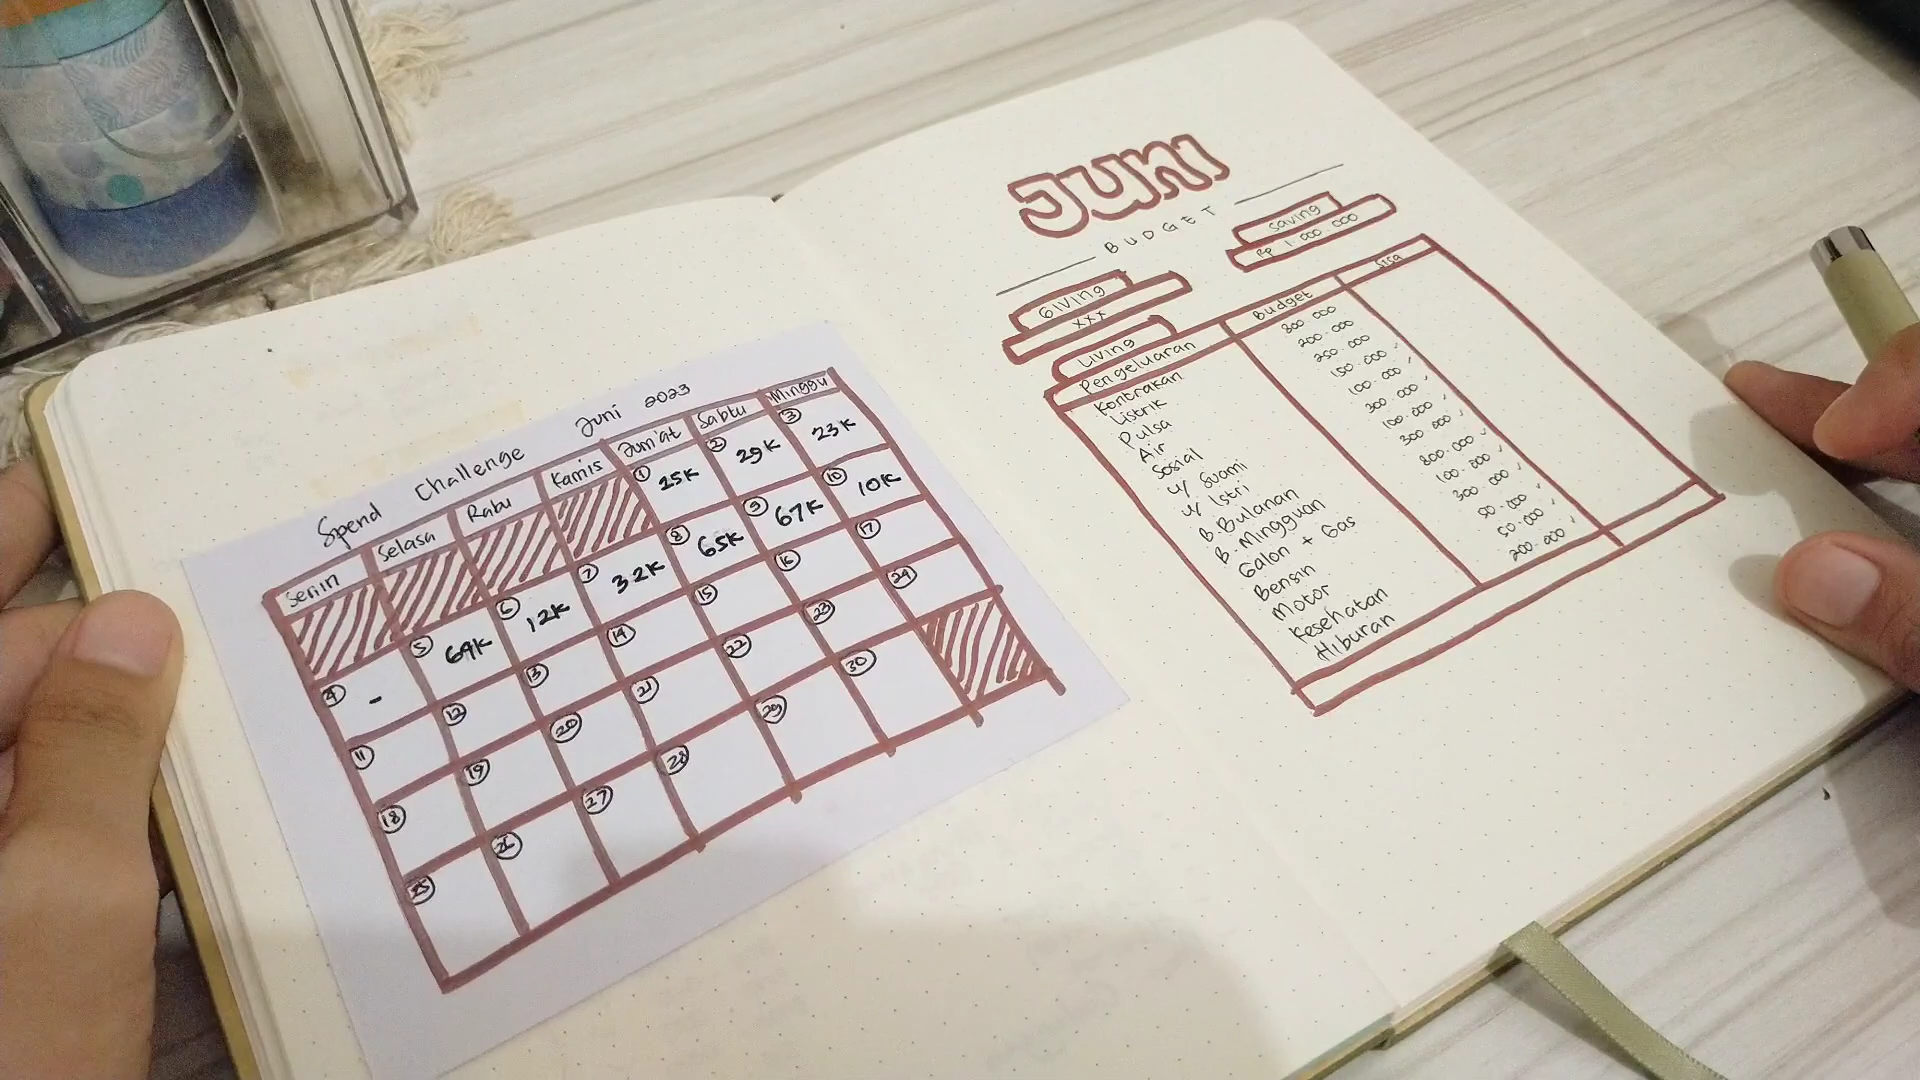 Spend Challenge Juni 2023
Senin Selasa Rabu Kamis Jum'at Sabtu Minggu
1 25K 2 29K 3 23K
4 - 5 69K 6 12K 7 32K 8 65K 9 67K 10 10K
11 12 13 14 15 16 17
18 19 20 21 22 23 24
25 26 27 28 29 30
JUNI
BUDGET
Saving
Rp 1.000.000
Giving
xxx
Living
Pengeluaran Budget Sisa
Kontrakan 800 000
Listrik 200.000
Pulsa 250 000
Air 150.000
Sosial 100.000
u/ Suami 300.000
u/ Istri 100.000
B.Bulanan 300.000
B.Mingguan 800.000
Galon + Gas 100.000
Bensin 300.000
Motor 50.000
Kesehatan 50.000
Hiburan 200.000